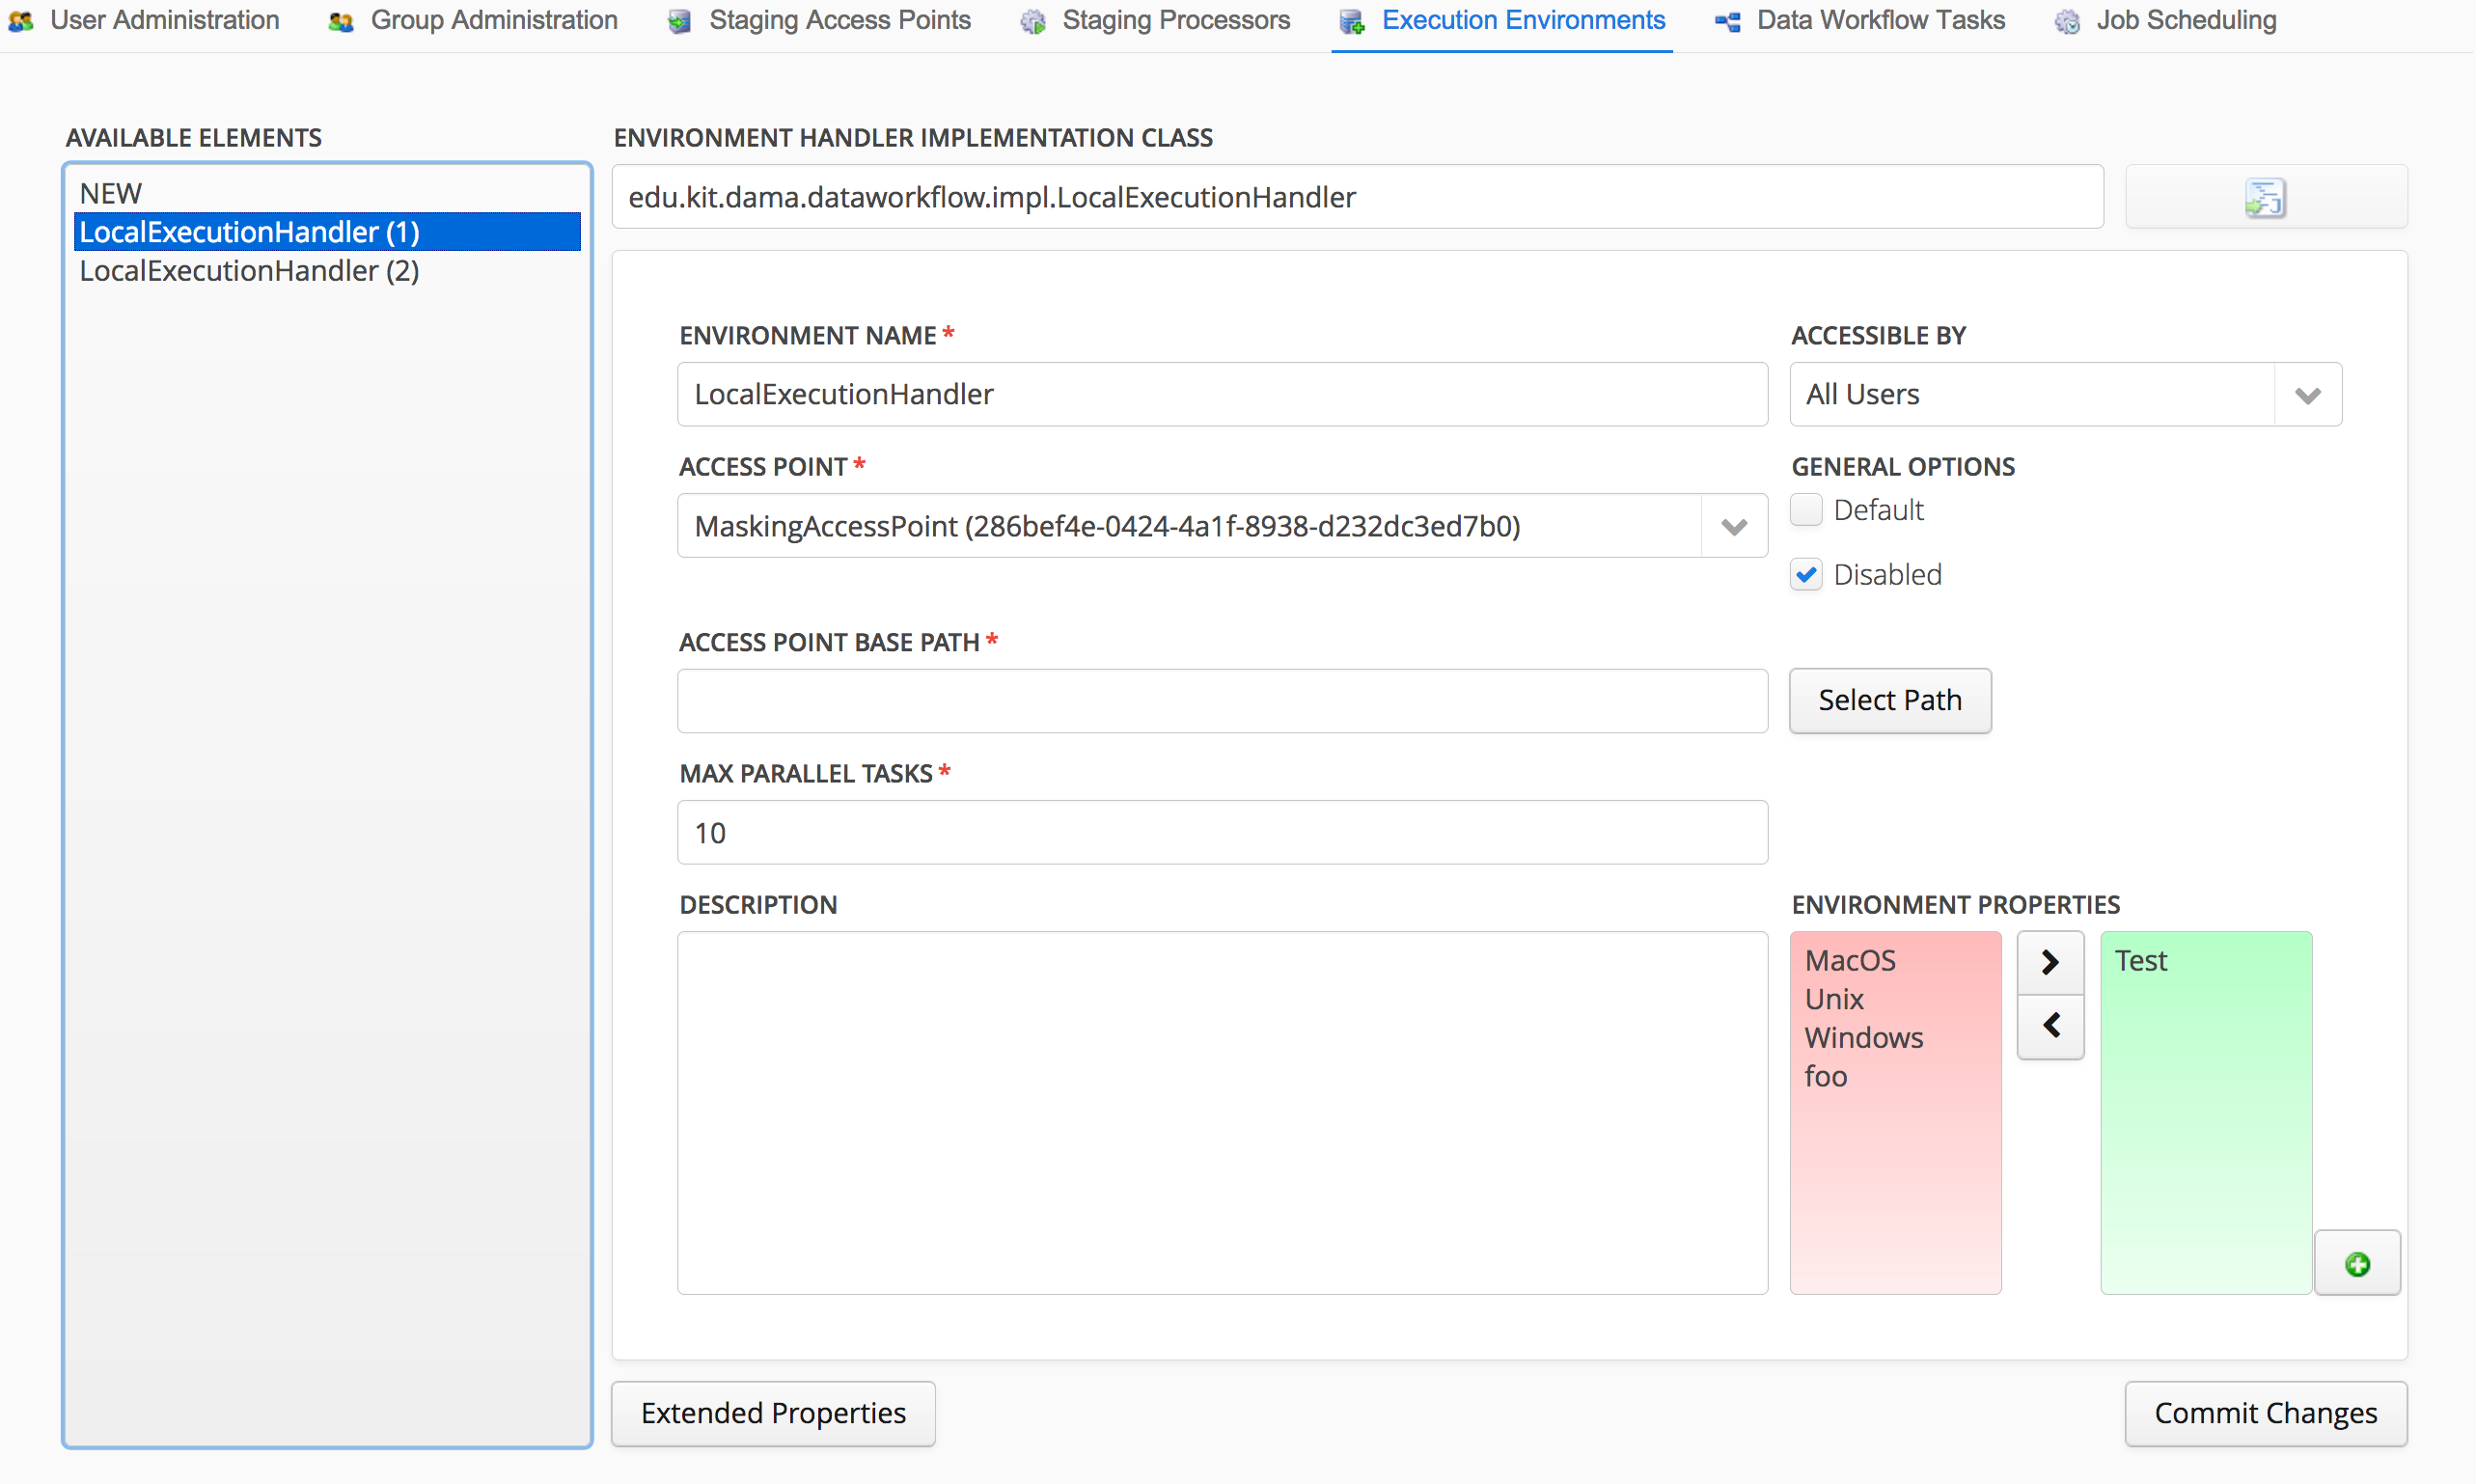 User Administration Group Administration Staging Access Points Staging Processors Execution Environments Data Workflow Tasks Job Scheduling
AVAILABLE ELEMENTS
NEW
LocalExecutionHandler (1)
LocalExecutionHandler (2)
ENVIRONMENT HANDLER IMPLEMENTATION CLASS
edu.kit.dama.dataworkflow.impl.LocalExecutionHandler
ENVIRONMENT NAME *
LocalExecutionHandler
ACCESSIBLE BY
All Users
ACCESS POINT *
MaskingAccessPoint (286bef4e-0424-4a1f-8938-d232dc3ed7b0)
GENERAL OPTIONS
Default
Disabled
ACCESS POINT BASE PATH *
Select Path
MAX PARALLEL TASKS *
10
DESCRIPTION
ENVIRONMENT PROPERTIES
MacOS
Unix
Windows
foo
Test
Extended Properties
Commit Changes